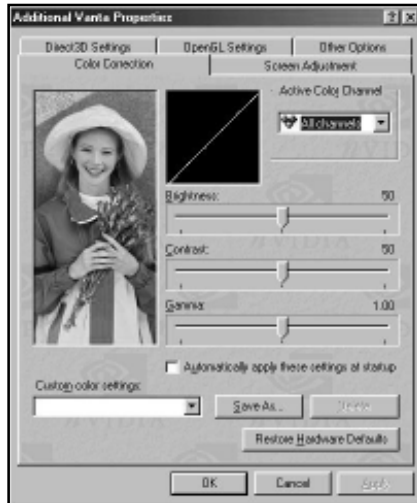 Additional Vanta Properties
Direct3D Settings
OpenGL Settings
Other Options
Color Correction
Screen Adjustment
Active Color Channel
All channels
Brightness: 50
Contrast: 50
Gamma: 1.00
Automatically apply these settings at startup
Custom color settings:
Save As...
Delete
Restore Hardware Defaults
OK
Cancel
Apply
NVIDIA